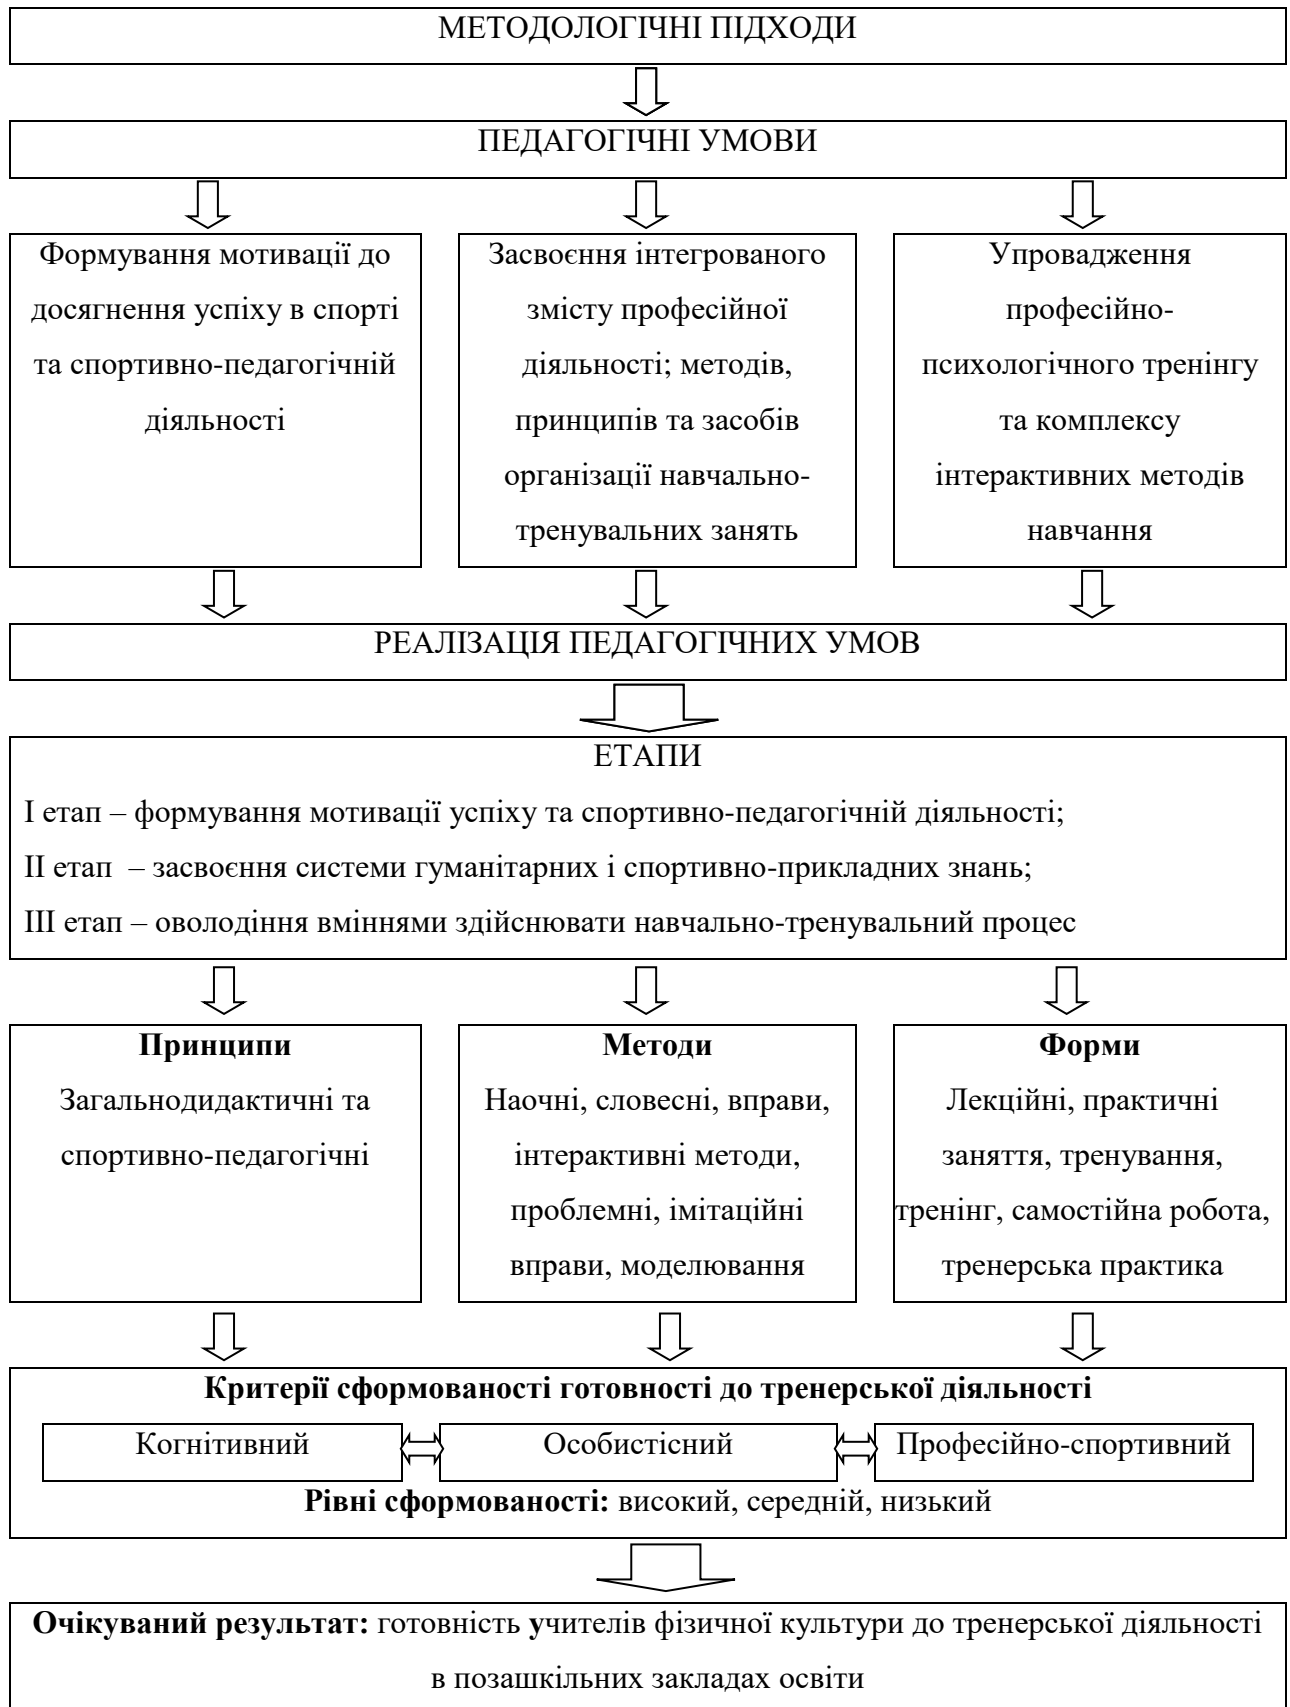 МЕТОДОЛОГІЧНІ ПІДХОДИ
ПЕДАГОГІЧНІ УМОВИ
Формування мотивації до
досягнення успіху в спорті
та спортивно-педагогічній
діяльності
Засвоєння інтегрованого
змісту професійної
діяльності; методів,
принципів та засобів
організації навчально-
тренувальних занять
Упровадження
професійно-
психологічного тренінгу
та комплексу
інтерактивних методів
навчання
РЕАЛІЗАЦІЯ ПЕДАГОГІЧНИХ УМОВ
ЕТАПИ
І етап – формування мотивації успіху та спортивно-педагогічній діяльності;
ІІ етап – засвоєння системи гуманітарних і спортивно-прикладних знань;
ІІІ етап – оволодіння вміннями здійснювати навчально-тренувальний процес
Принципи
Загальнодидактичні та
спортивно-педагогічні
Методи
Наочні, словесні, вправи,
інтерактивні методи,
проблемні, імітаційні
вправи, моделювання
Форми
Лекційні, практичні
заняття, тренування,
тренінг, самостійна робота,
тренерська практика
Критерії сформованості готовності до тренерської діяльності
Когнітивний
Особистісний
Професійно-спортивний
Рівні сформованості: високий, середній, низький
Очікуваний результат: готовність учителів фізичної культури до тренерської діяльності
в позашкільних закладах освіти